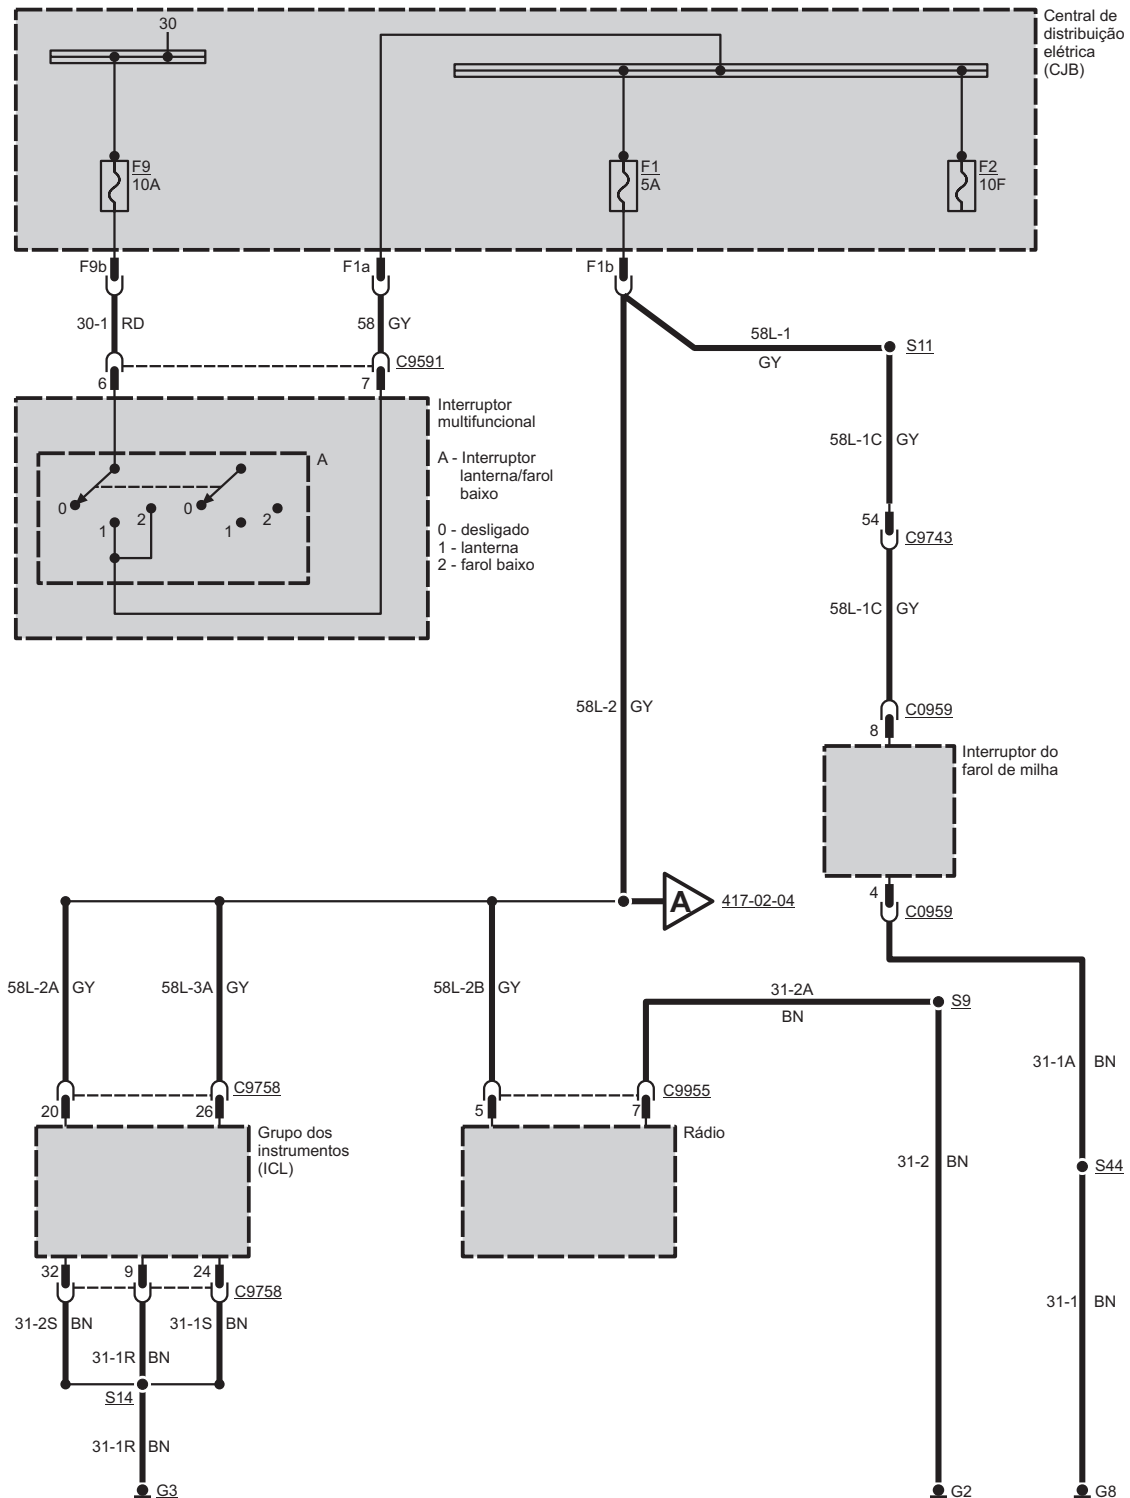 30
Central de
distribuição
elétrica
(CJB)
F9
10A
F1
5A
F2
10F
F9b
F1a
F1b
30-1 RD
58 GY
58L-1
GY
S11
C9591
6
7
Interruptor
multifuncional
A
A - Interruptor
lanterna/farol
baixo
0
1
2
0
1
2
0 - desligado
1 - lanterna
2 - farol baixo
58L-1C GY
54
C9743
58L-1C GY
58L-2 GY
C0959
8
Interruptor do
farol de milha
4
C0959
A
417-02-04
58L-2A GY
58L-3A GY
58L-2B GY
31-2A
BN
S9
31-1A BN
C9758
20
26
C9955
5
7
Grupo dos
instrumentos
(ICL)
Rádio
31-2 BN
S44
32
9
24
C9758
31-1 BN
31-2S BN
31-1S BN
31-1R BN
S14
31-1R BN
G3
G2
G8